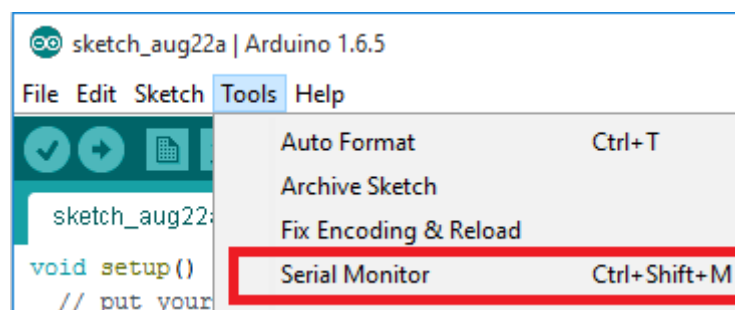 sketch_aug22a | Arduino 1.6.5
File Edit Sketch Tools Help
Auto Format Ctrl+T
Archive Sketch
sketch_aug22a
Fix Encoding & Reload
void setup()
Serial Monitor Ctrl+Shift+M
// put your